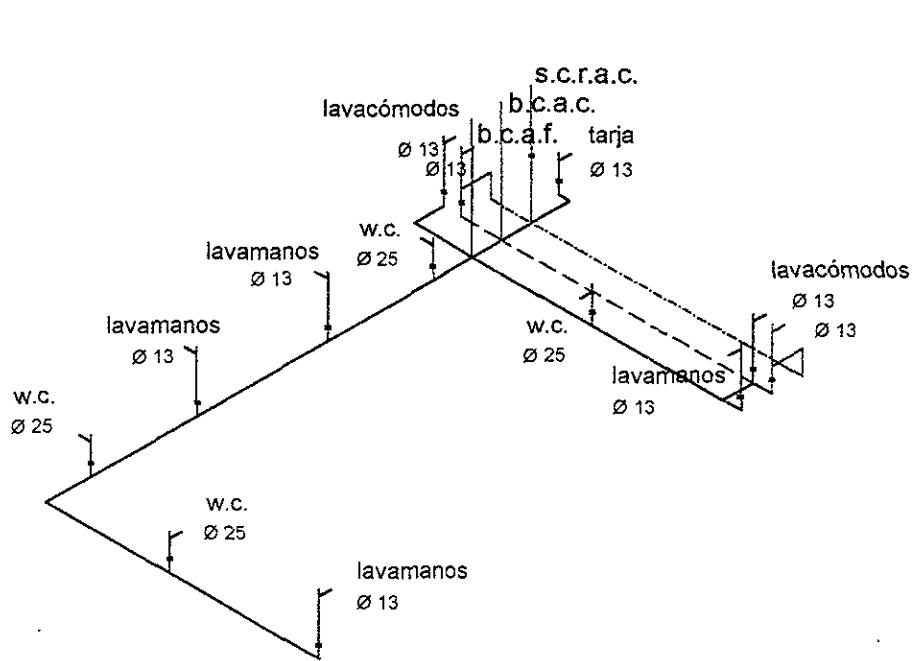 s.c.r.a.c.
b.c.a.c.
lavacómodos
b.c.a.f.
tarja
Ø 13
Ø 13
Ø 13
w.c.
Ø 25
lavamanos
Ø 13
lavacómodos
Ø 13
Ø 13
lavamanos
Ø 13
w.c.
Ø 25
lavamanos
Ø 13
w.c.
Ø 25
w.c.
Ø 25
lavamanos
Ø 13